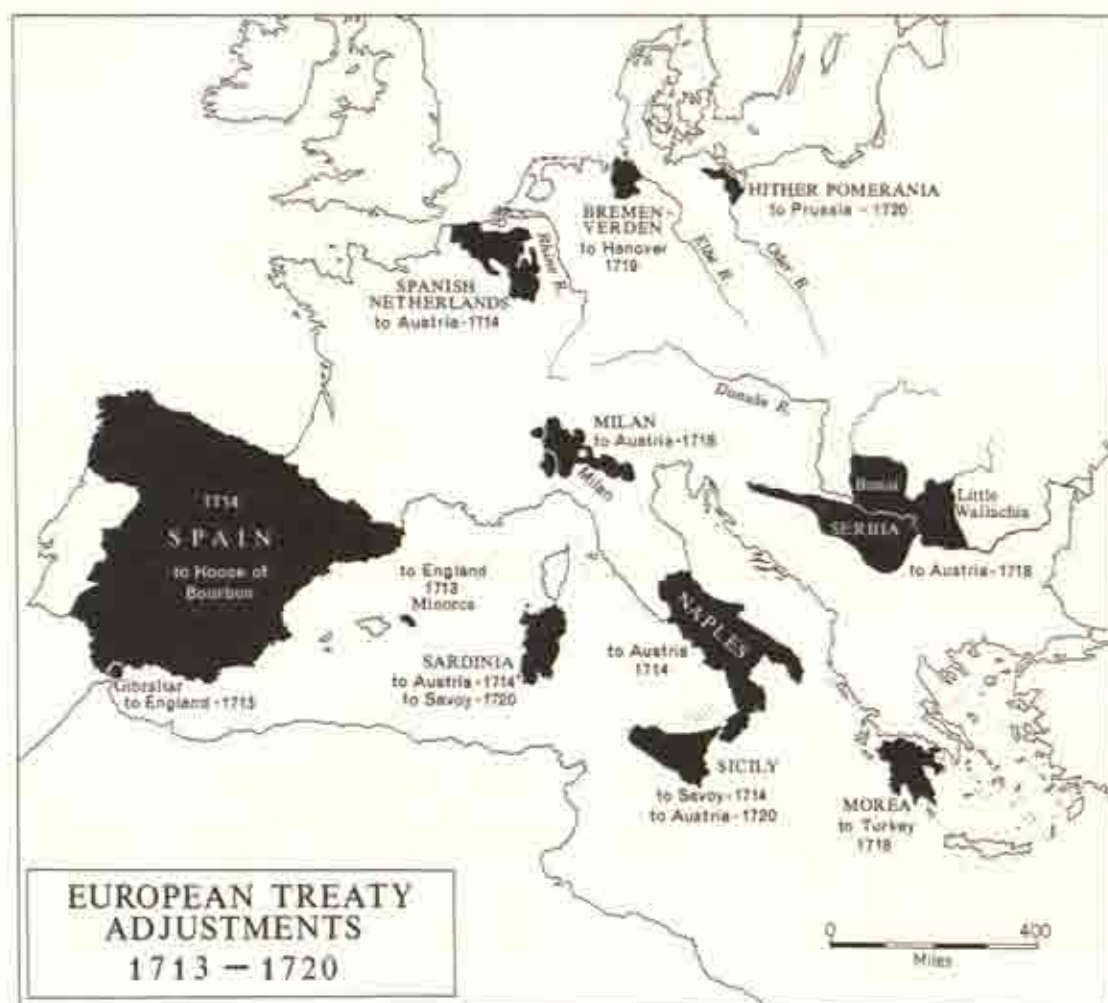 HITHER POMERANIA
to Prussia - 1720
BREMEN-
VERDEN
to Hanover
1719
Elbe R.
Oder R.
Rhine R.
SPANISH
NETHERLANDS
to Austria-1714
Danube R.
MILAN
to Austria-1718
Milan
Banat
Little
Wallachia
SERBIA
to Austria-1718
1714
SPAIN
to House of
Bourbon
to England
1713
Minorca
SARDINIA
to Austria-1714
to Savoy-1720
Gibraltar
to England-1713
NAPLES
to Austria
1714
SICILY
to Savoy-1714
to Austria-1720
MOREA
to Turkey
1718
EUROPEAN TREATY
ADJUSTMENTS
1713 - 1720
0 400
Miles